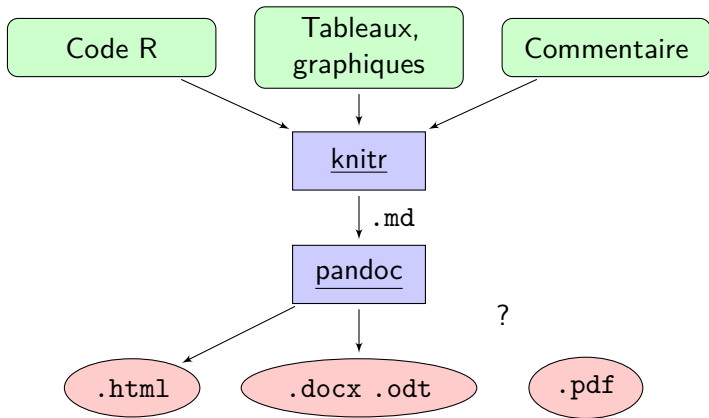 Code R
Tableaux,
graphiques
Commentaire
knitr
.md
pandoc
?
.html
.docx .odt
.pdf